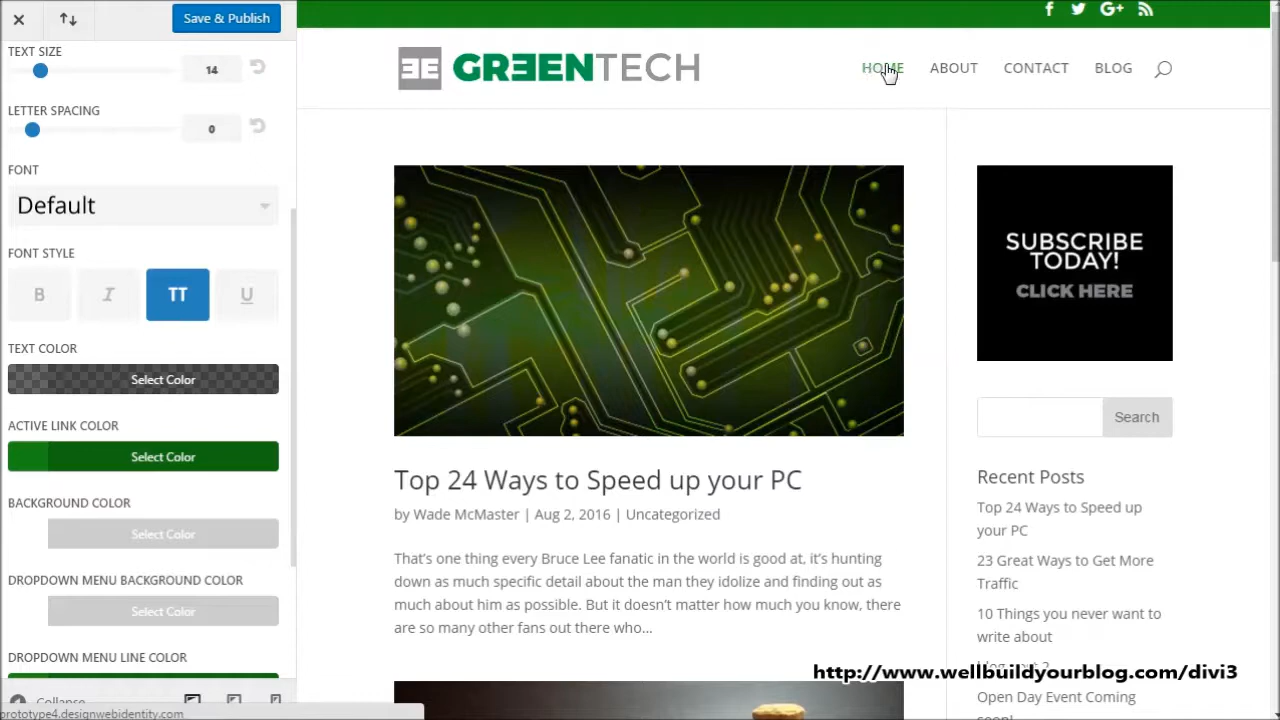 Save & Publish
TEXT SIZE
14
LETTER SPACING
0
FONT
Default
FONT STYLE
B I TT U
TEXT COLOR
Select Color
ACTIVE LINK COLOR
Select Color
BACKGROUND COLOR
Select Color
DROPDOWN MENU BACKGROUND COLOR
Select Color
DROPDOWN MENU LINE COLOR
Collapse
prototype4.designwebidentity.com
GREENTECH
HOME ABOUT CONTACT BLOG
SUBSCRIBE
TODAY!
CLICK HERE
Search
Top 24 Ways to Speed up your PC
by Wade McMaster | Aug 2, 2016 | Uncategorized
That’s one thing every Bruce Lee fanatic in the world is good at, it’s hunting
down as much specific detail about the man they idolize and finding out as
much about him as possible. But it doesn’t matter how much you know, there
are so many other fans out there who...
Recent Posts
Top 24 Ways to Speed up
your PC
23 Great Ways to Get More
Traffic
10 Things you never want to
write about
http://www.wellbuildyourblog.com/divi3
Open Day Event Coming
soon!